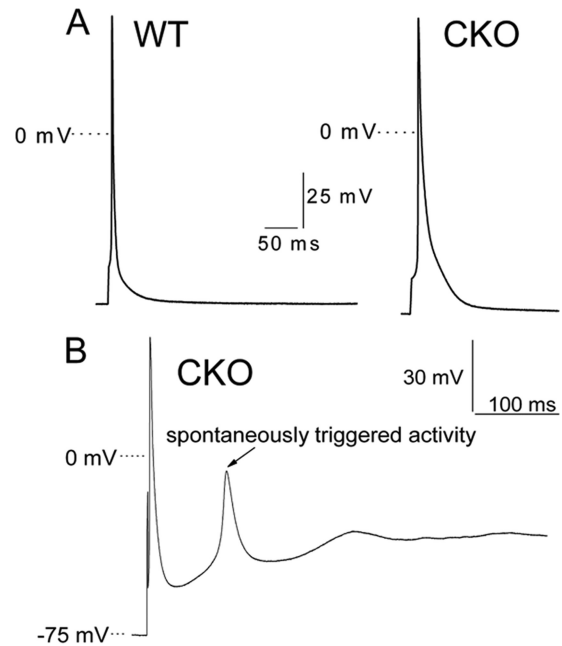 A
WT
CKO
0 mV
0 mV
25 mV
50 ms
B
CKO
30 mV
100 ms
spontaneously triggered activity
0 mV
-75 mV